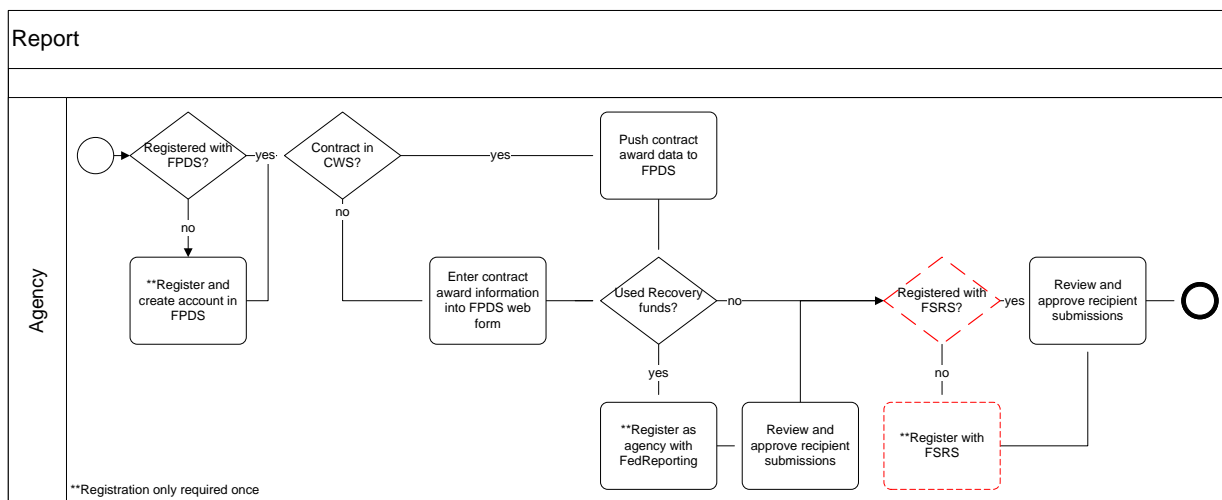 Report
Agency
Registered with
FPDS?
yes
no
**Register and
create account in
FPDS
Contract in
CWS?
yes
no
Push contract
award data to
FPDS
Enter contract
award information
into FPDS web
form
Used Recovery
funds?
no
yes
**Register as
agency with
FedReporting
Review and
approve recipient
submissions
Registered with
FSRS?
yes
no
**Register with
FSRS
Review and
approve recipient
submissions
**Registration only required once